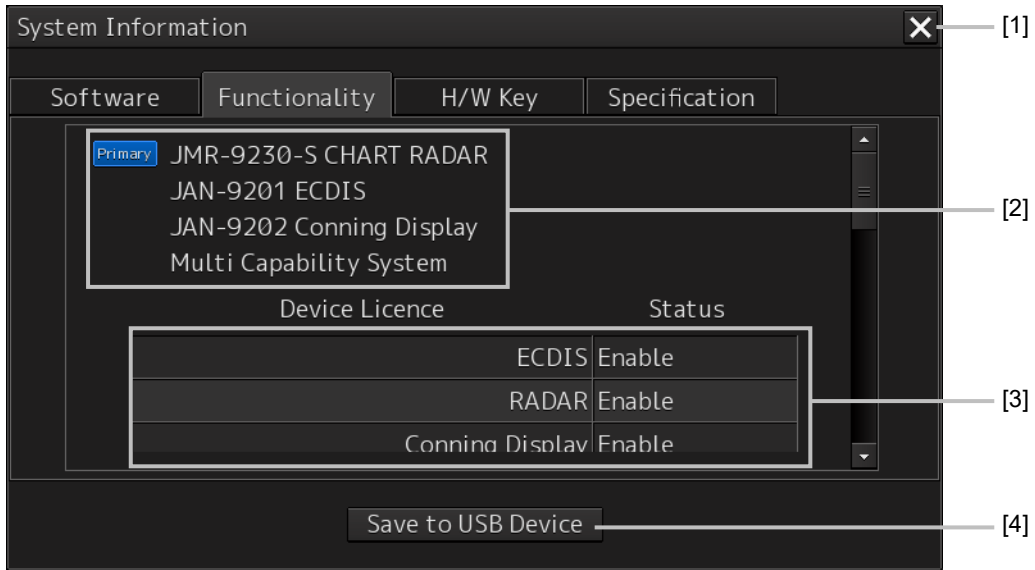 System Information
[1]
Software Functionality H/W Key Specification
Primary JMR-9230-S CHART RADAR
JAN-9201 ECDIS
[2]
JAN-9202 Conning Display
Multi Capability System
Device Licence Status
ECDIS Enable
RADAR Enable
[3]
Conning Display Enable
Save to USB Device
[4]